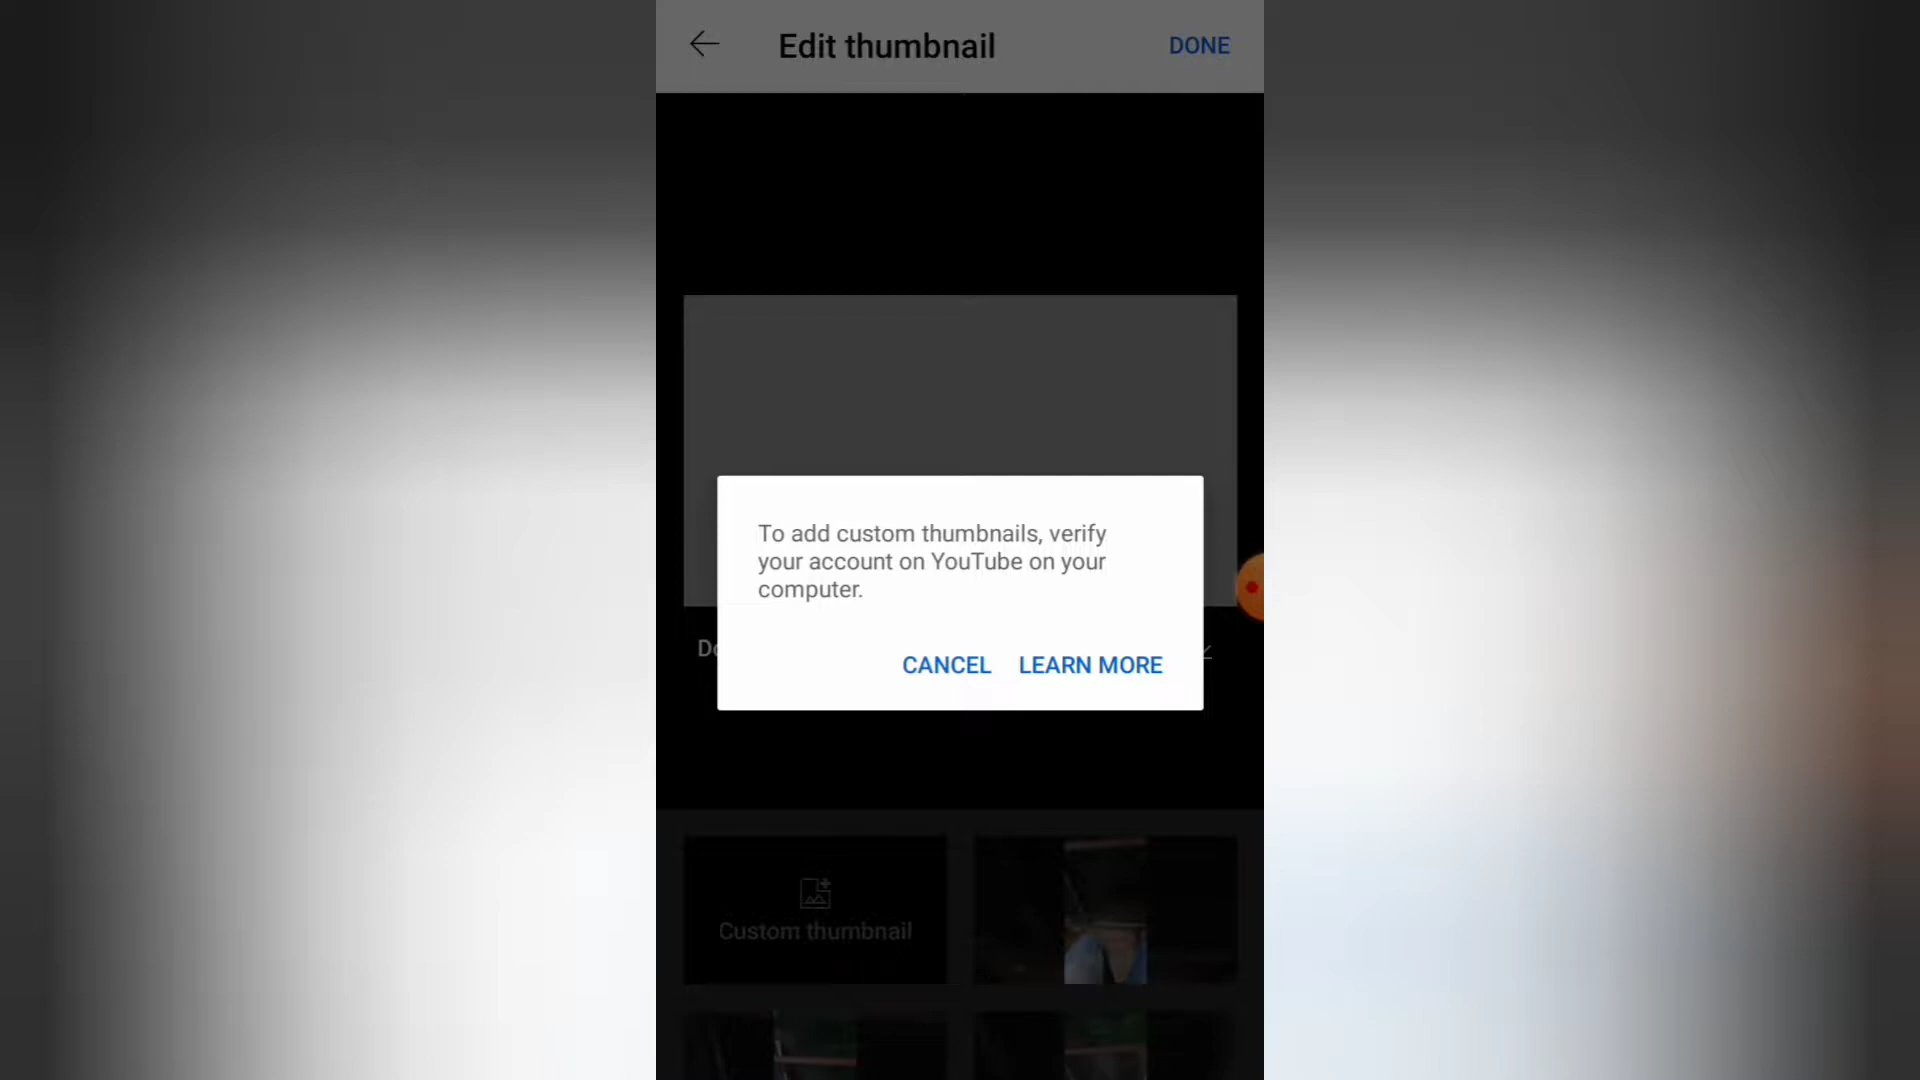 Edit thumbnail
DONE
To add custom thumbnails, verify
your account on YouTube on your
computer.
CANCEL LEARN MORE
Custom thumbnail